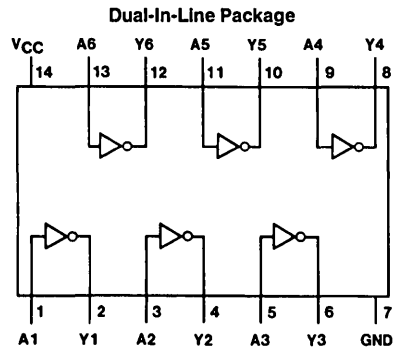 Dual-In-Line Package
VCC A6 Y6 A5 Y5 A4 Y4
14 13 12 11 10 9 8
1 2 3 4 5 6 7
A1 Y1 A2 Y2 A3 Y3 GND